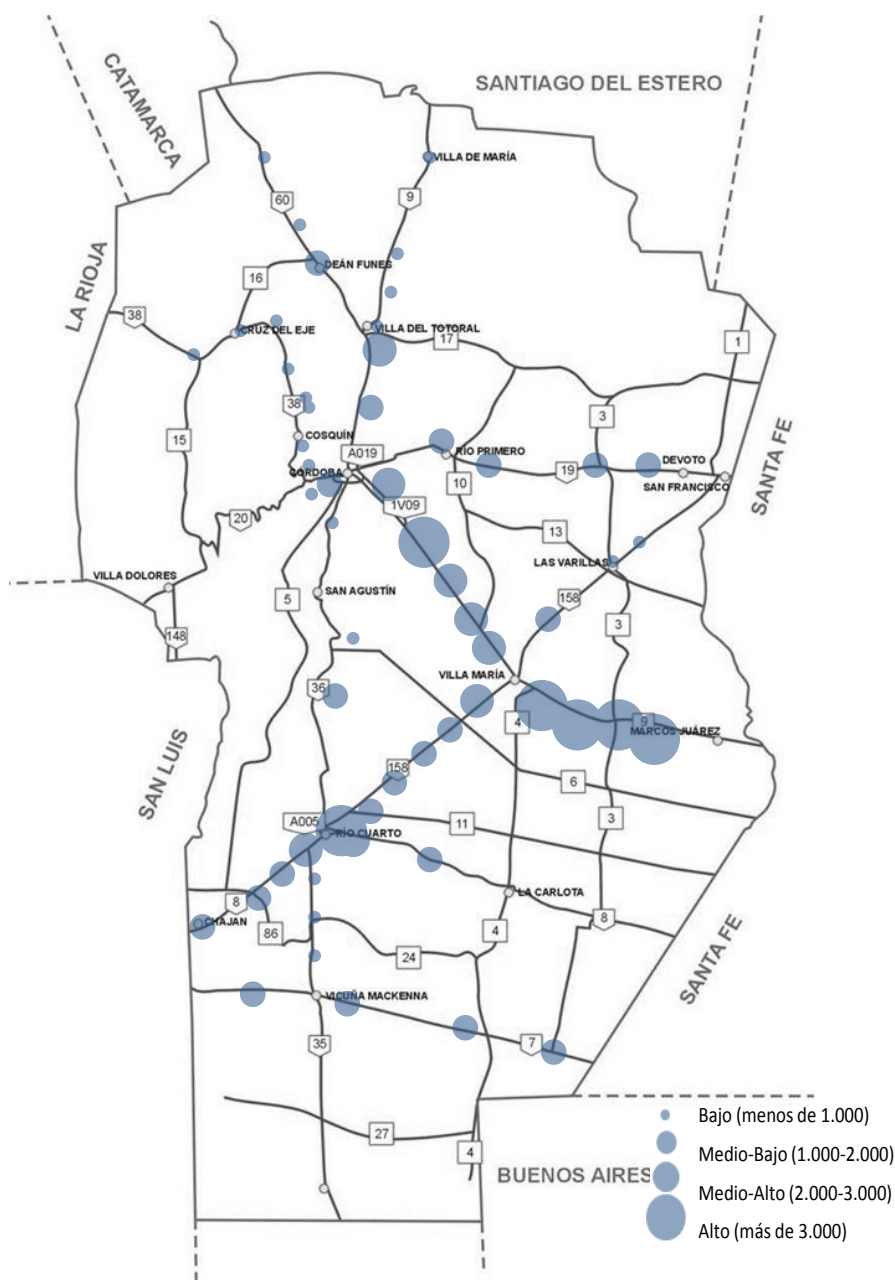 CATAMARCA
SANTIAGO DEL ESTERO
VILLA DE MARÍA
60
9
LA RIOJA
DEÁN FUNES
16
38
CRUZ DEL EJE
VILLA DEL TOTORAL
17
1
38
3
15
COSQUÍN
A019
RÍO PRIMERO
DEVOTO
SANTA FE
CÓRDOBA
19
SAN FRANCISCO
10
1V09
20
13
LAS VARILLAS
VILLA DOLORES
SAN AGUSTÍN
5
158
148
3
VILLA MARÍA
36
4
9
MARCOS JUÁREZ
SAN LUIS
158
6
A005
11
3
RÍO CUARTO
LA CARLOTA
8
CHAJAN
86
4
8
24
SANTA FE
VICUÑA MACKENNA
35
7
27
4
BUENOS AIRES
Bajo (menos de 1.000)
Medio-Bajo (1.000-2.000)
Medio-Alto (2.000-3.000)
Alto (más de 3.000)